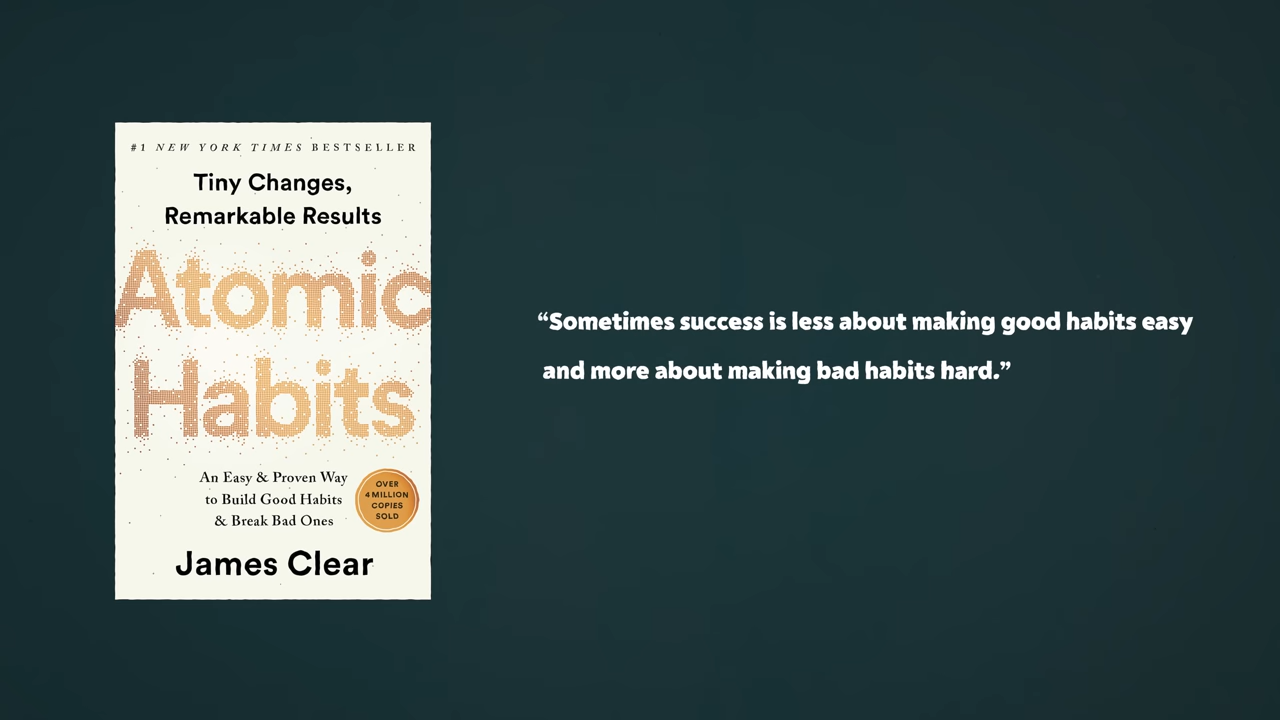 #1 NEW YORK TIMES BESTSELLER
Tiny Changes,
Remarkable Results
Atomic
Habits
An Easy & Proven Way
to Build Good Habits
& Break Bad Ones
OVER
4 MILLION
COPIES
SOLD
James Clear
“Sometimes success is less about making good habits easy
and more about making bad habits hard.”